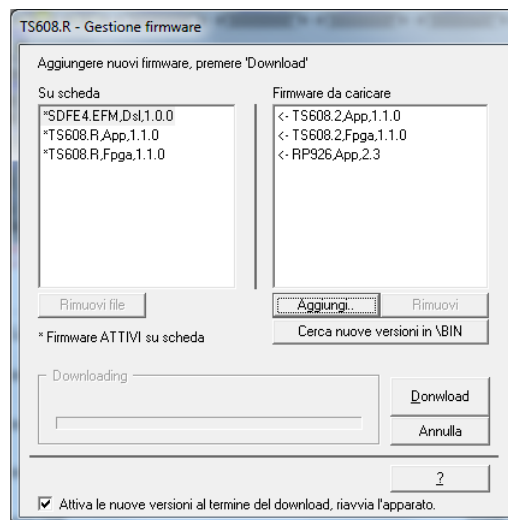 TS608.R - Gestione firmware
Aggiungere nuovi firmware, premere 'Download'
Su scheda
*SDFE4.EFM,Dsl,1.0.0
*TS608.R,App,1.1.0
*TS608.R,Fpga,1.1.0
Firmware da caricare
<- TS608.2,App,1.1.0
<- TS608.2,Fpga,1.1.0
<- RP926,App,2.3
Rimuovi file
Aggiungi..
Rimuovi
* Firmware ATTIVI su scheda
Cerca nuove versioni in \BIN
Downloading
Donwload
Annulla
?
Attiva le nuove versioni al termine del download, riavvia l'apparato.